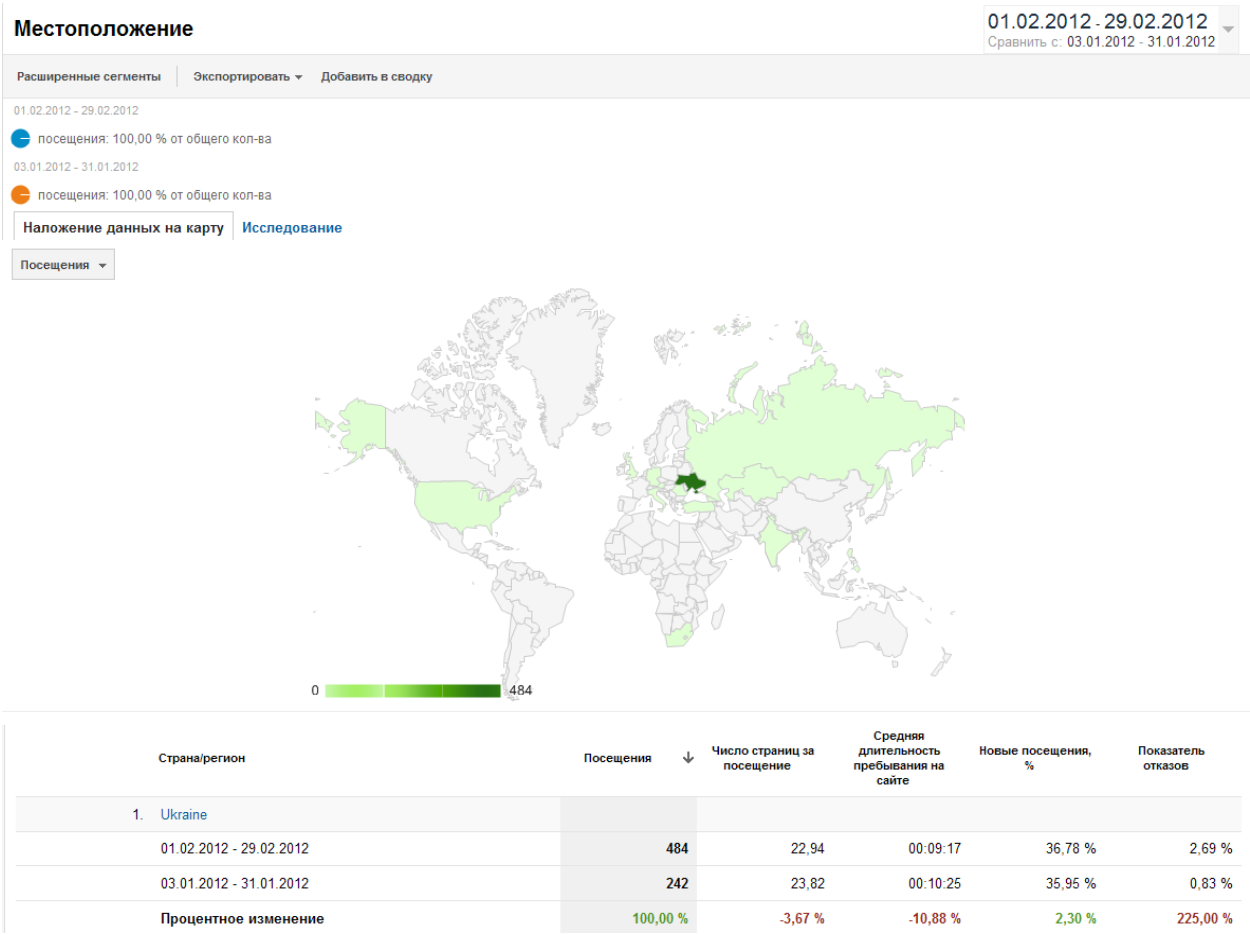 Местоположение
01.02.2012 - 29.02.2012
Сравнить с: 03.01.2012 - 31.01.2012
Расширенные сегменты Экспортировать Добавить в сводку
01.02.2012 - 29.02.2012
посещения: 100,00 % от общего кол-ва
03.01.2012 - 31.01.2012
посещения: 100,00 % от общего кол-ва
Наложение данных на карту Исследование
Посещения
0 484
Страна/регион Посещения Число страниц за посещение Средняя длительность пребывания на сайте Новые посещения, % Показатель отказов
1. Ukraine
01.02.2012 - 29.02.2012 484 22,94 00:09:17 36,78 % 2,69 %
03.01.2012 - 31.01.2012 242 23,82 00:10:25 35,95 % 0,83 %
Процентное изменение 100,00 % -3,67 % -10,88 % 2,30 % 225,00 %